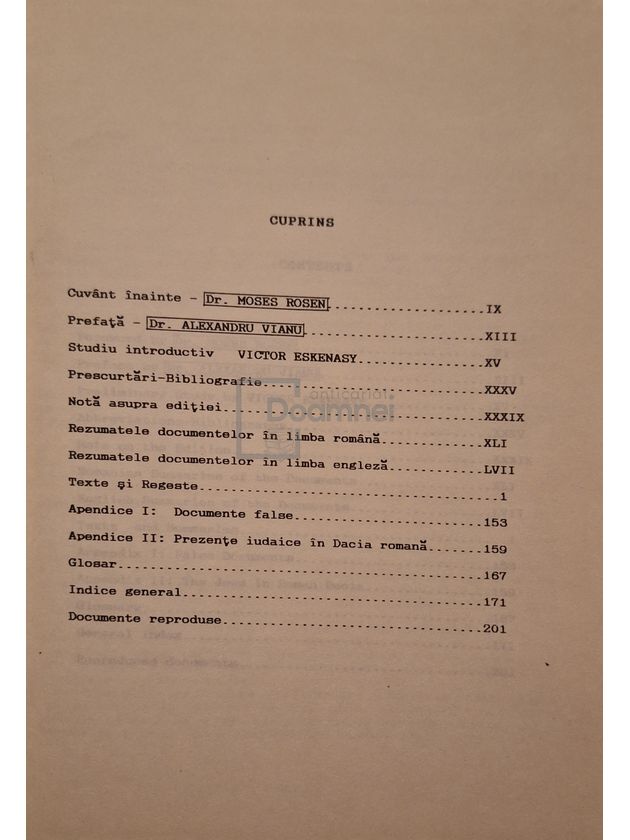 CUPRINS
Cuvânt înainte - Dr. MOSES ROSEN....................IX
Prefaţă - Dr. ALEXANDRU VIANU.......................XIII
Studiu introductiv VICTOR ESKENASY................XV
Prescurtări-Bibliografie............................XXXV
Notă asupra ediţiei.................................XXXIX
Rezumatele documentelor în limba română.............XLI
Rezumatele documentelor în limba engleză............LVII
Texte şi Regeste......................................1
Apendice I: Documente false.........................153
Apendice II: Prezenţe iudaice în Dacia romană.......159
Glosar..............................................167
Indice general......................................171
Documente reproduse.................................201
anticariat
Doamnei